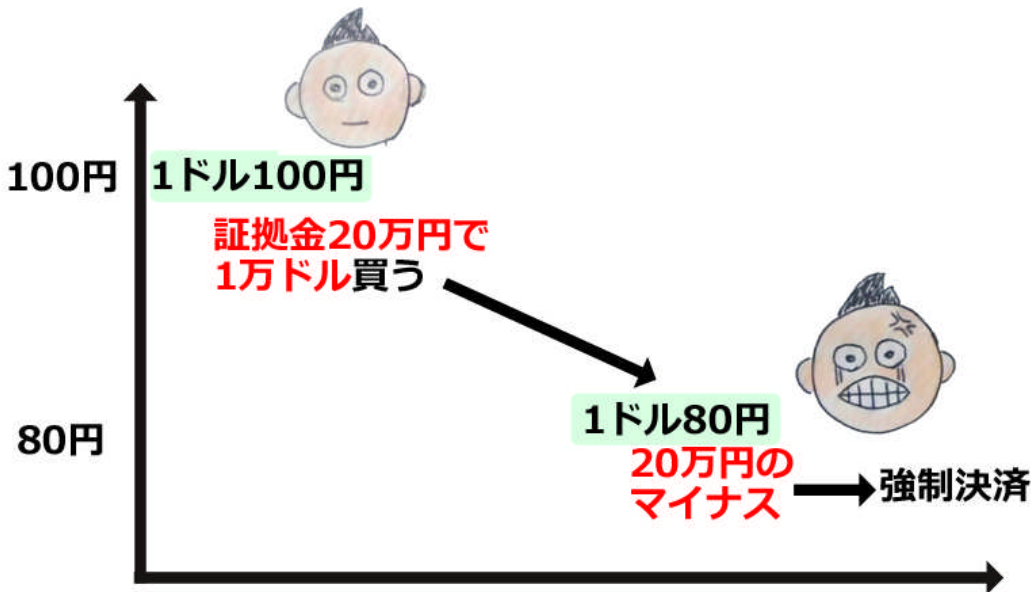 100円
1ドル100円
証拠金20万円で
1万ドル買う
1ドル80円
80円
20万円の
マイナス
強制決済